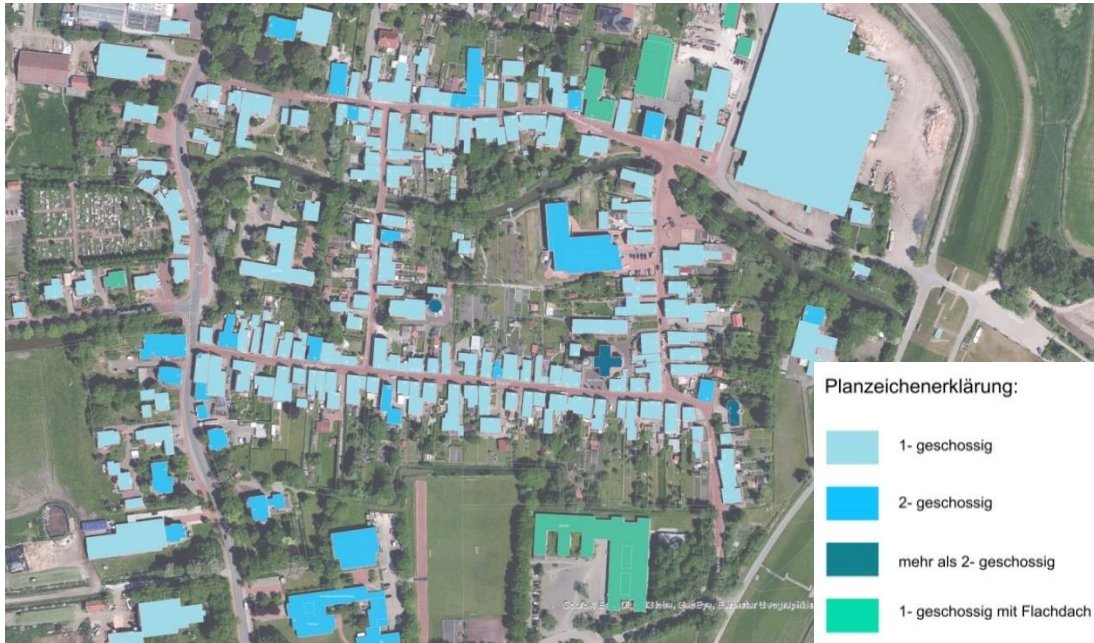 Planzeichenerklärung:
1- geschossig
2- geschossig
mehr als 2- geschossig
1- geschossig mit Flachdach